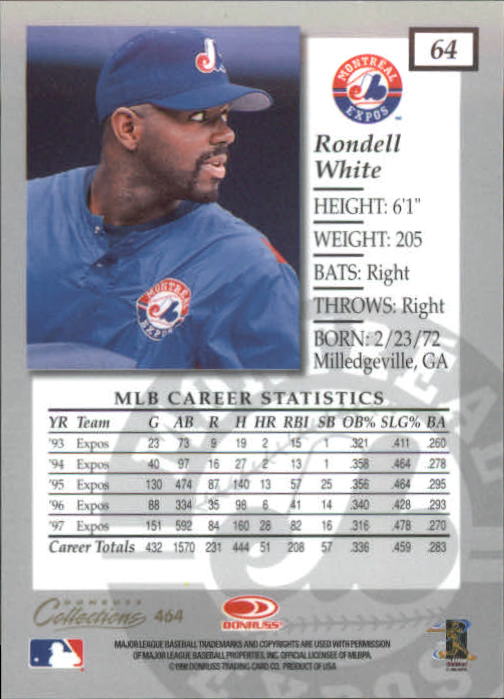 64
MONTREAL
EXPOS
Rondell
White
HEIGHT: 6'1"
WEIGHT: 205
BATS: Right
THROWS: Right
BORN: 2/23/72
Milledgeville, GA
MONTREAL
EXPOS
MLB CAREER STATISTICS
YR Team G AB R H HR RBI SB OB% SLG% BA
'93 Expos 23 73 9 19 2 15 1 .321 .411 .260
'94 Expos 40 97 16 27 2 13 1 .358 .464 .278
'95 Expos 130 474 87 140 13 57 25 .356 .464 .295
'96 Expos 88 334 35 98 6 41 14 .340 .428 .293
'97 Expos 151 592 84 160 28 82 16 .316 .478 .270
Career Totals 432 1570 231 444 51 208 57 .336 .459 .283
DONRUSS
Collections 464
DONRUSS
MAJOR LEAGUE BASEBALL TRADEMARKS AND COPYRIGHTS ARE USED WITH PERMISSION
OF MAJOR LEAGUE BASEBALL PROPERTIES, INC. OFFICIAL LICENSEE OF MLBPA.
©1998 DONRUSS TRADING CARD CO. PRODUCT OF USA